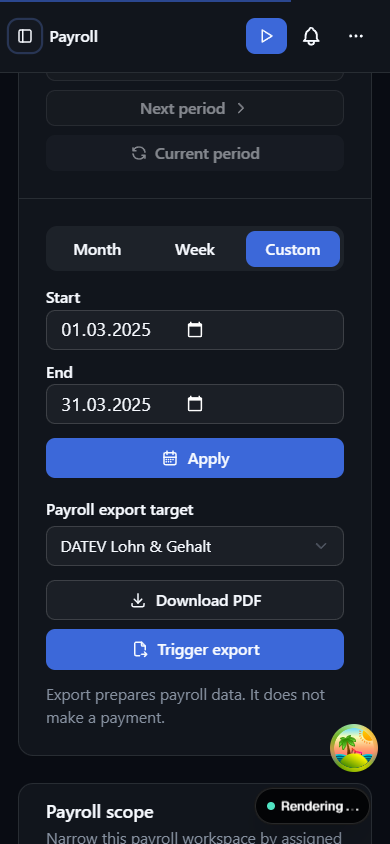 Payroll
Next period
Current period
Month Week Custom
Start
01.03.2025
End
31.03.2025
Apply
Payroll export target
DATEV Lohn & Gehalt
Download PDF
Trigger export
Export prepares payroll data. It does not
make a payment.
Payroll scope
Rendering ...
Narrow this payroll workspace by assigned